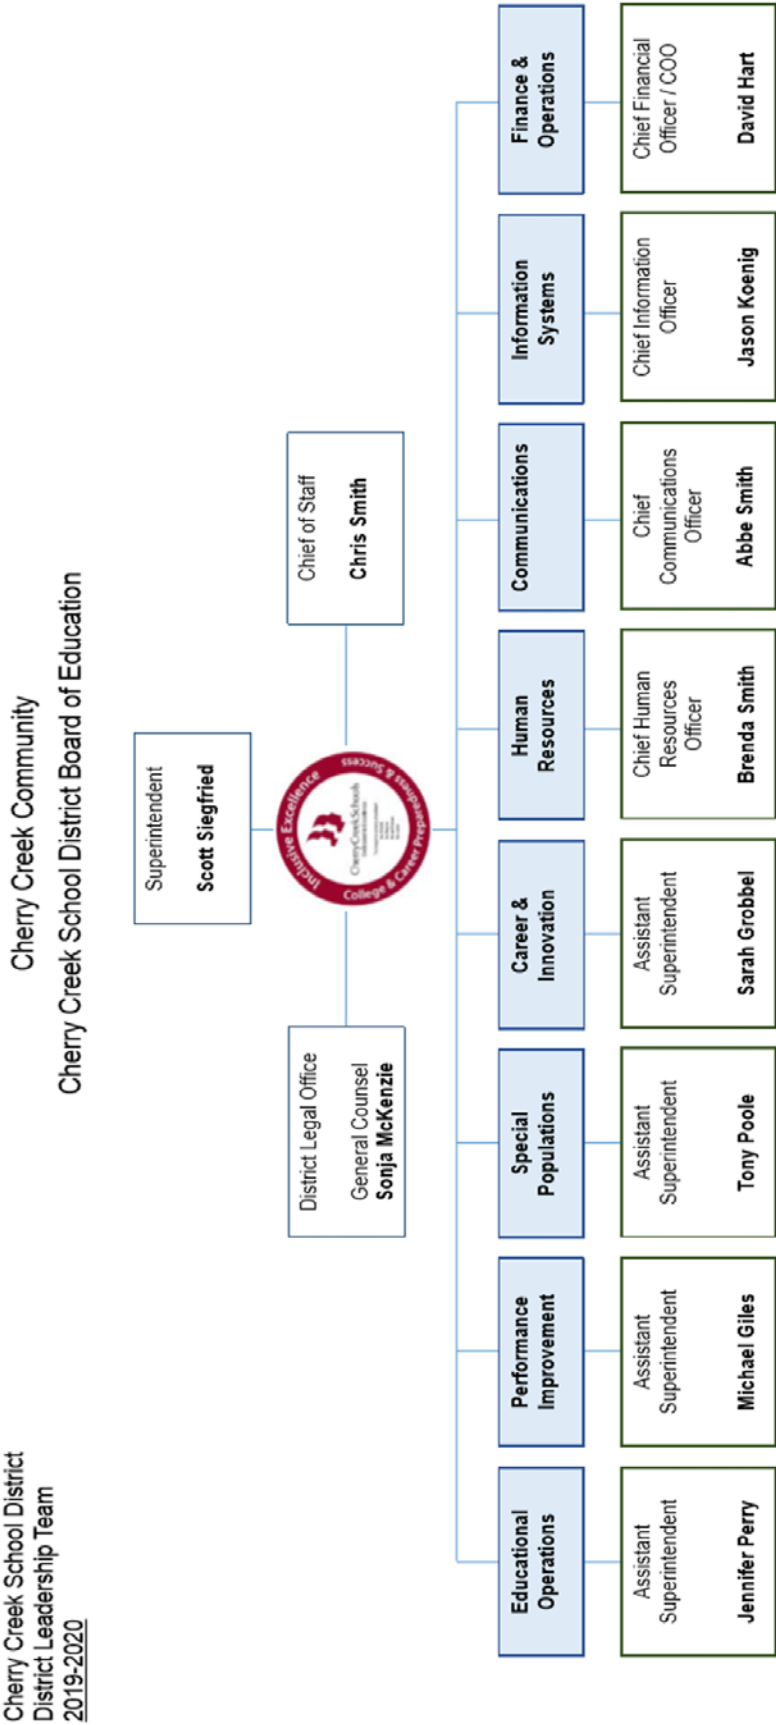 Cherry Creek School District
District Leadership Team
2019-2020
Cherry Creek Community
Cherry Creek School District Board of Education
Superintendent
Scott Siegfried
District Legal Office
General Counsel
Sonja McKenzie
Inclusive Excellence
College & Career Preparedness & Success
CherryCreekSchools
Chief of Staff
Chris Smith
Educational
Operations
Performance
Improvement
Special
Populations
Career &
Innovation
Human
Resources
Communications
Information
Systems
Finance &
Operations
Assistant
Superintendent
Jennifer Perry
Assistant
Superintendent
Michael Giles
Assistant
Superintendent
Tony Poole
Assistant
Superintendent
Sarah Grobbel
Chief Human
Resources
Officer
Brenda Smith
Chief
Communications
Officer
Abbe Smith
Chief Information
Officer
Jason Koenig
Chief Financial
Officer / COO
David Hart